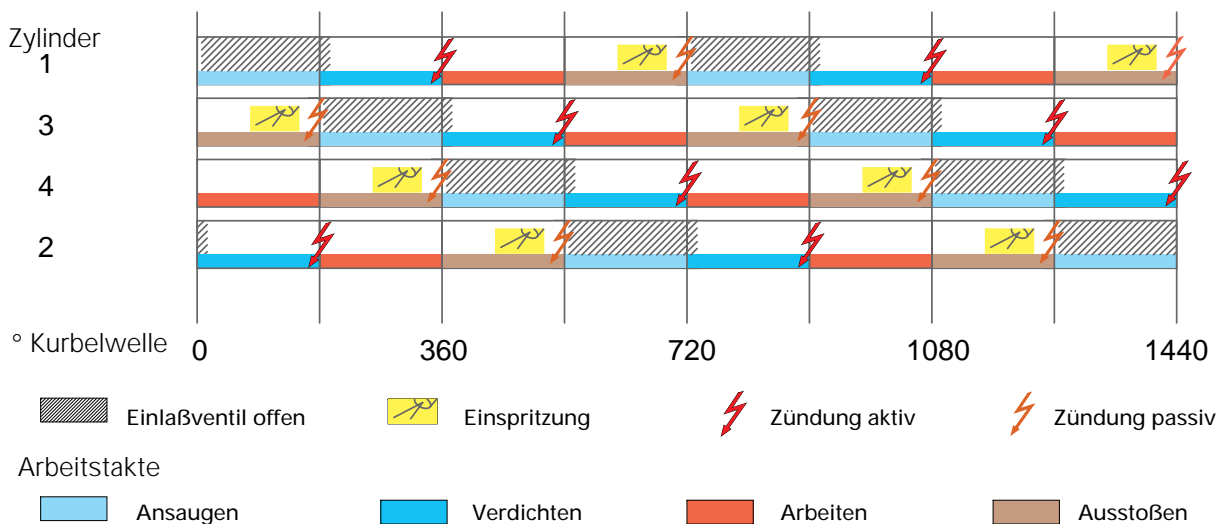 Zylinder
1
3
4
2
° Kurbelwelle 0 360 720 1080 1440
Einlaßventil offen Einspritzung Zündung aktiv Zündung passiv
Arbeitstakte
Ansaugen Verdichten Arbeiten Ausstoßen